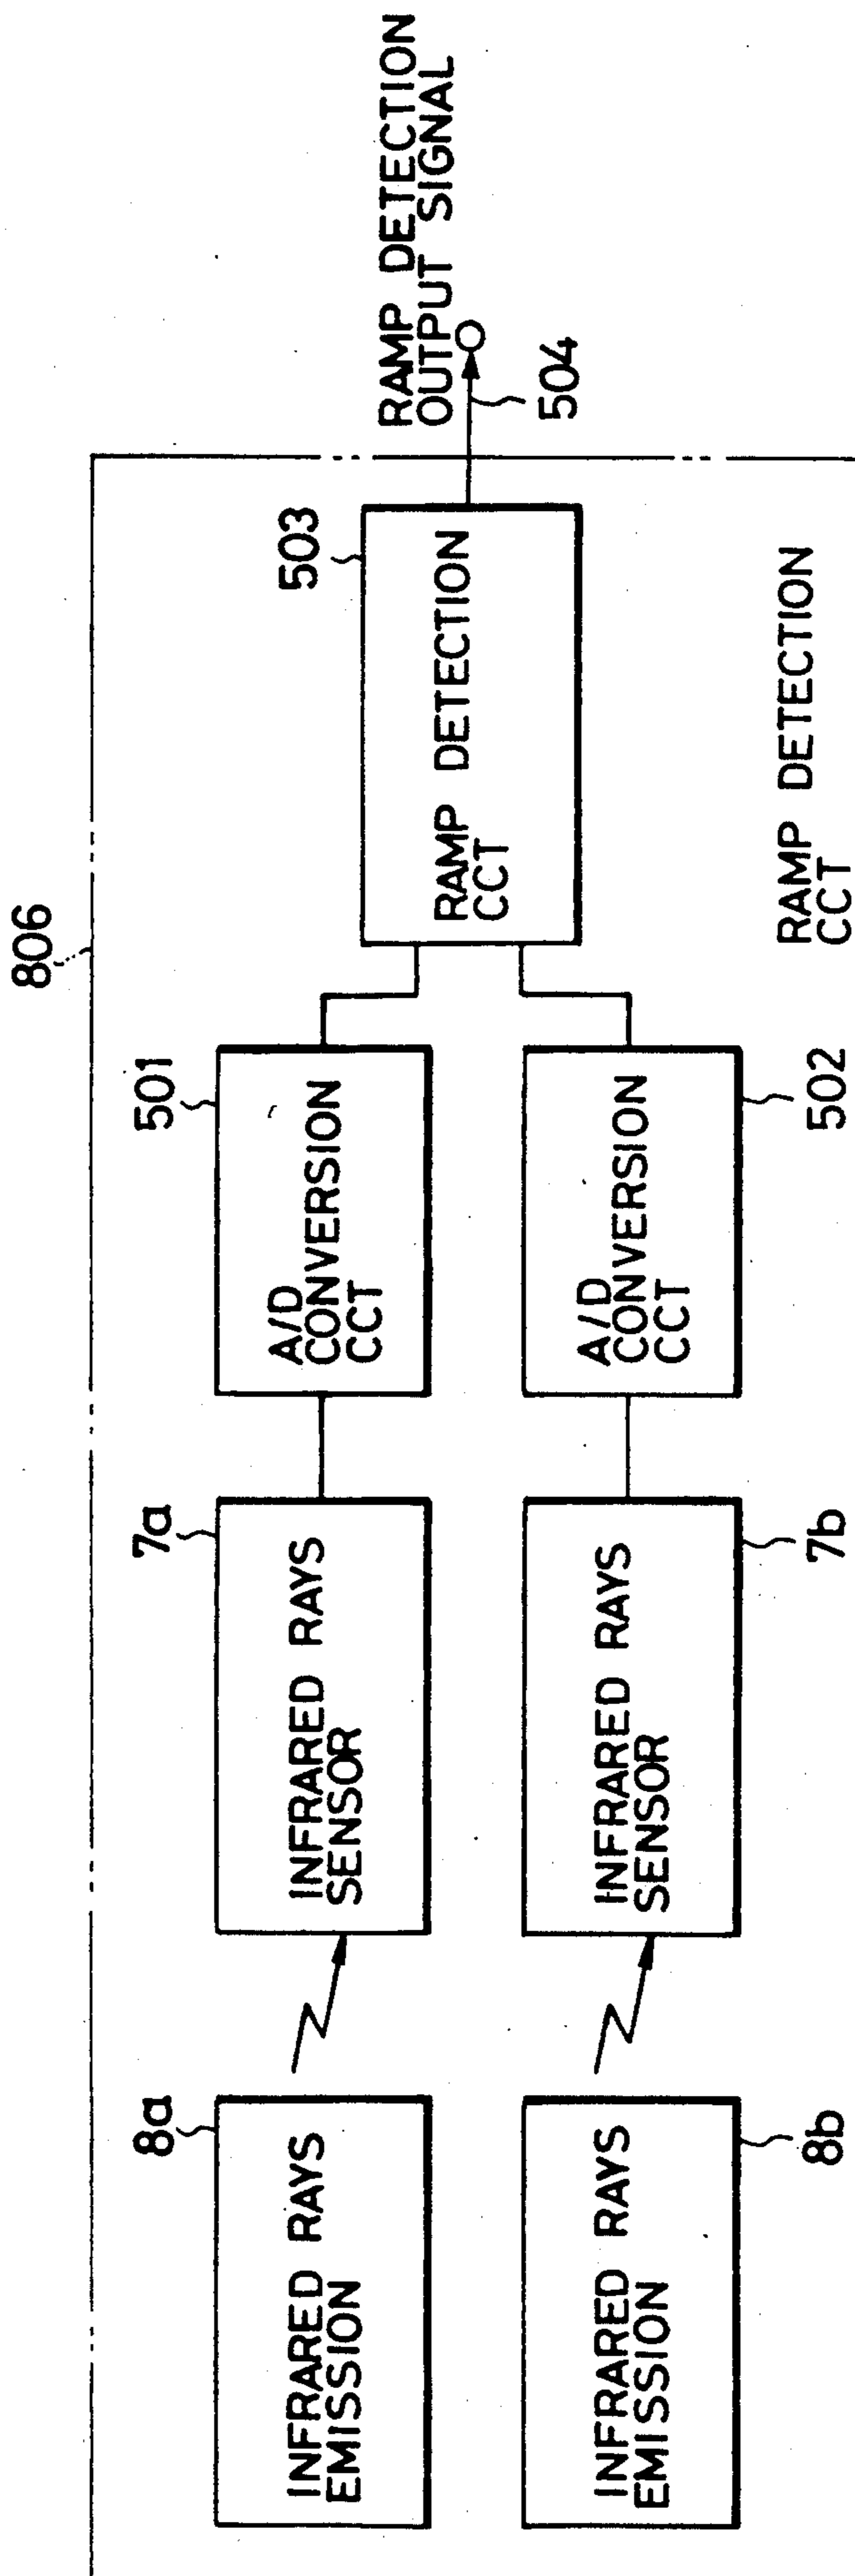 806
8a
INFRARED RAYS
EMISSION
7a
INFRARED RAYS
SENSOR
501
A/D
CONVERSION
CCT
8b
INFRARED RAYS
EMISSION
7b
INFRARED RAYS
SENSOR
502
A/D
CONVERSION
CCT
503
RAMP DETECTION
CCT
504
RAMP DETECTION
OUTPUT SIGNAL
RAMP DETECTION
CCT